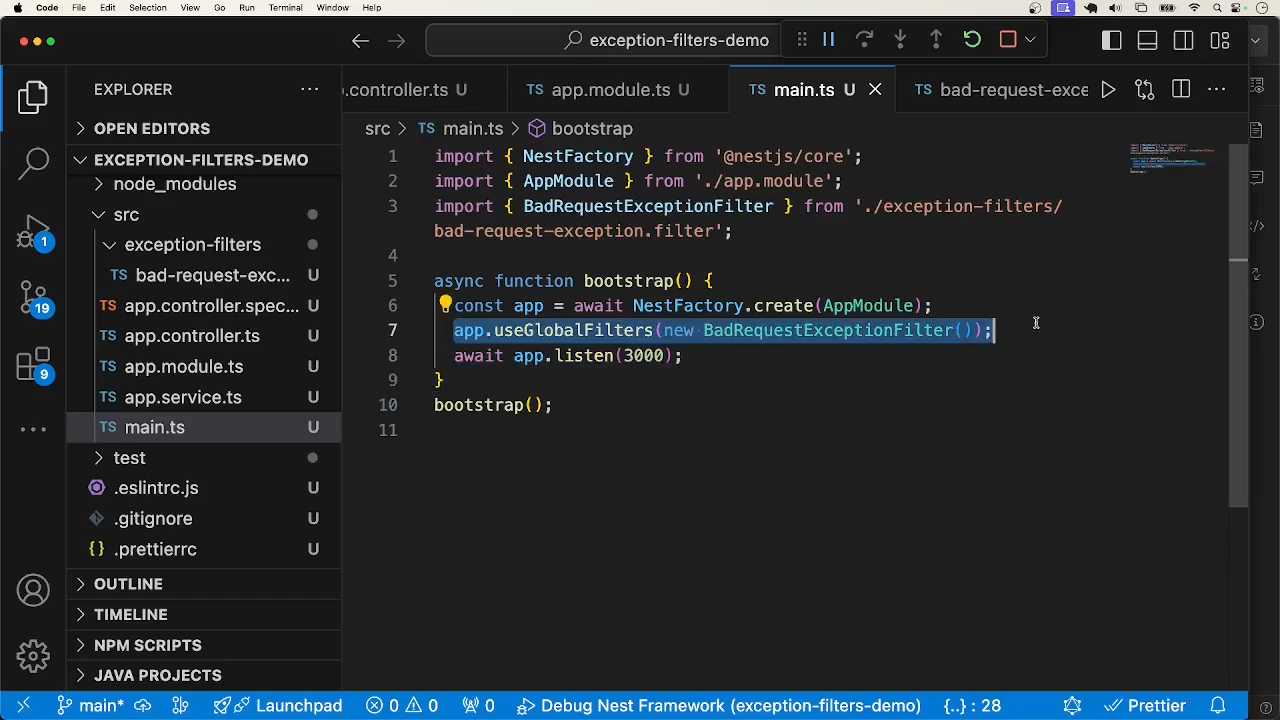 Code File Edit Selection View Go Run Terminal Window Help
exception-filters-demo
EXPLORER
.controller.ts U
TS app.module.ts U
TS main.ts U
TS bad-request-exce
OPEN EDITORS
EXCEPTION-FILTERS-DEMO
node_modules
src
exception-filters
TS bad-request-exc... U
TS app.controller.spec... U
TS app.controller.ts U
TS app.module.ts U
TS app.service.ts U
TS main.ts U
test
.eslintrc.js U
.gitignore U
{} .prettierrc U
OUTLINE
TIMELINE
NPM SCRIPTS
JAVA PROJECTS
1
19
9
src > TS main.ts > bootstrap
1 import { NestFactory } from '@nestjs/core';
2 import { AppModule } from './app.module';
3 import { BadRequestExceptionFilter } from './exception-filters/
bad-request-exception.filter';
4
5 async function bootstrap() {
6 const app = await NestFactory.create(AppModule);
7 app.useGlobalFilters(new BadRequestExceptionFilter());
8 await app.listen(3000);
9 }
10 bootstrap();
11
main* Launchpad 0 0 0 Debug Nest Framework (exception-filters-demo) {..} : 28 Prettier